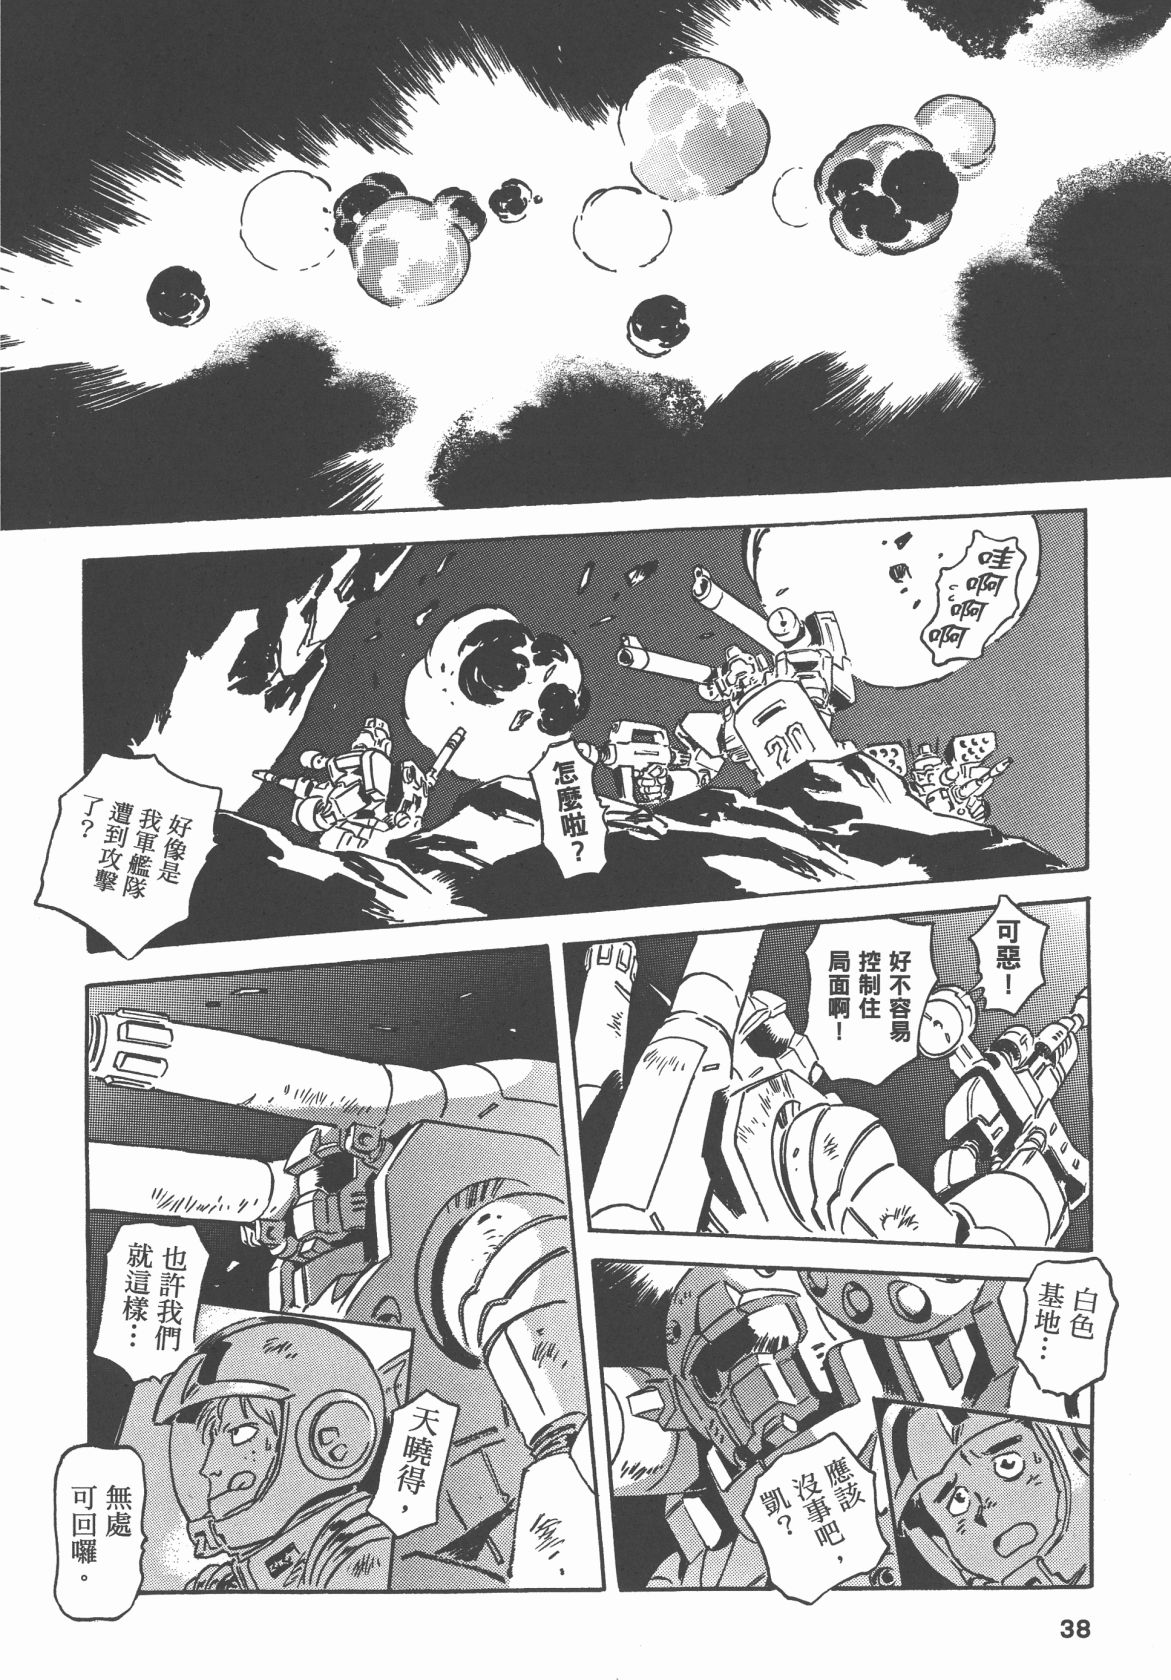 哇啊啊啊
怎麼啦？
好像是
我軍艦隊
遭到攻擊
了？
可惡！
好不容易
控制住
局面啊！
白色
基地…
應該
沒事吧，
凱？
也許我們
就這樣…
天曉得，
無處
可回囉。
20
38